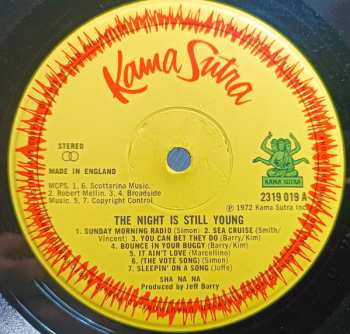 Kama Sutra
STEREO
MADE IN ENGLAND
MCPS. 1, 6. Scottarino Music.
2. Robert Mellin. 3, 4. Broadside
Music. 5, 7. Copyright Control
KAMA SUTRA
2319 019 A
℗ 1972 Kama Sutra Inc
THE NIGHT IS STILL YOUNG
1. SUNDAY MORNING RADIO (Simon) 2. SEA CRUISE (Smith/
Vincent) 3. YOU CAN BET THEY DO (Barry/Kim)
4. BOUNCE IN YOUR BUGGY (Barry/Kim)
5. IT AIN'T LOVE (Marcellino)
6. (THE VOTE SONG) (Simon)
7. SLEEPIN' ON A SONG (Joffe)
SHA NA NA
Produced by Jeff Barry